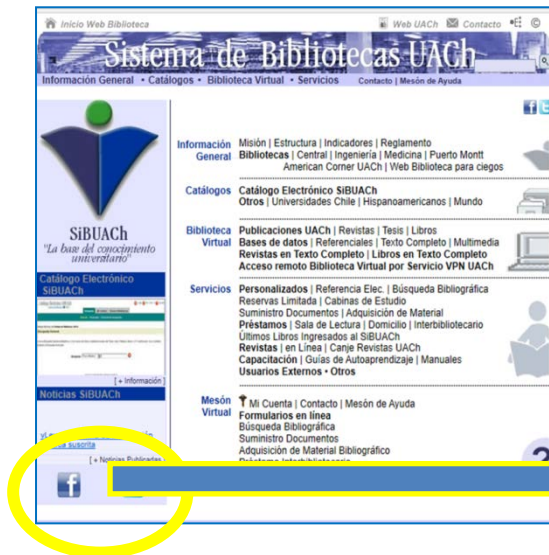 Inicio Web Biblioteca
Web UACh Contacto
Sistema de Bibliotecas UACh
Información General • Catálogos • Biblioteca Virtual • Servicios Contacto | Mesón de Ayuda
Información General
Misión | Estructura | Indicadores | Reglamento
Bibliotecas | Central | Ingeniería | Medicina | Puerto Montt
American Corner UACh | Web Biblioteca para ciegos
Catálogos
Catálogo Electrónico SiBUACh
Otros | Universidades Chile | Hispanoamericanos | Mundo
Biblioteca Virtual
Publicaciones UACh | Revistas | Tesis | Libros
Bases de datos | Referenciales | Texto Completo | Multimedia
Revistas en Texto Completo | Libros en Texto Completo
Acceso remoto Biblioteca Virtual por Servicio VPN UACh
Servicios
Personalizados | Referencia Elec. | Búsqueda Bibliográfica
Reservas Limitada | Cabinas de Estudio
Suministro Documentos | Adquisición de Material
Préstamos | Sala de Lectura | Domicilio | Interbibliotecario
Últimos Libros Ingresados al SiBUACh
Revistas | en Línea | Canje Revistas UACh
Capacitación | Guías de Autoaprendizaje | Manuales
Usuarios Externos • Otros
Mesón Virtual
Mi Cuenta | Contacto | Mesón de Ayuda
Formularios en línea
Búsqueda Bibliográfica
Suministro Documentos
Adquisición de Material Bibliográfico
Préstamo Interbibliotecario
SiBUACh
"La base del conocimiento
universitario"
Catálogo Electrónico
SiBUACh
[ + Información ]
Noticias SiBUACh
suscrita
[ + Noticias Publicadas ]